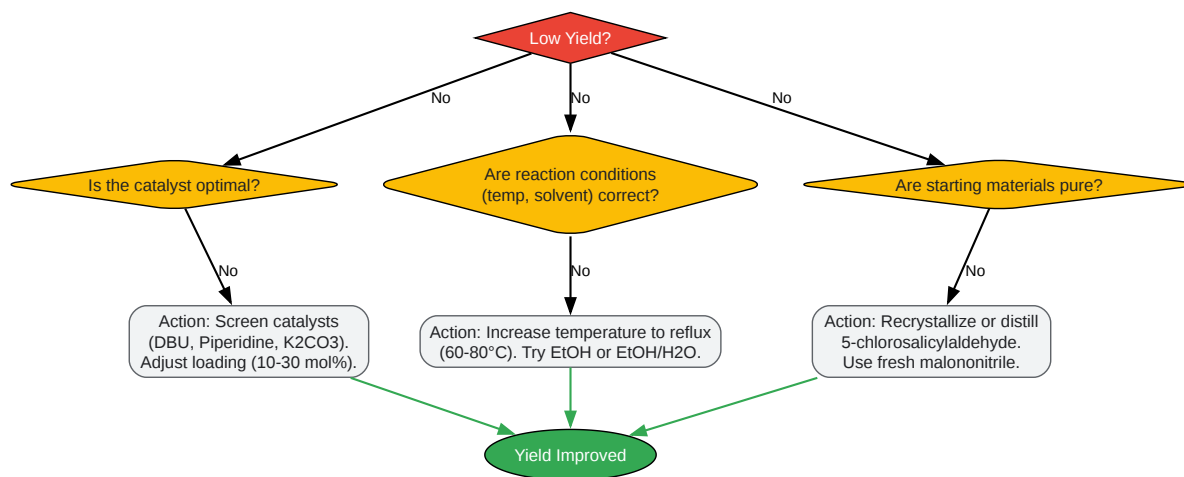 Low Yield?
No
No
No
Is the catalyst optimal?
Are reaction conditions
(temp, solvent) correct?
Are starting materials pure?
No
No
No
Action: Screen catalysts
(DBU, Piperidine, K2CO3).
Adjust loading (10-30 mol%).
Action: Increase temperature to reflux
(60-80°C). Try EtOH or EtOH/H2O.
Action: Recrystallize or distill
5-chlorosalicylaldehyde.
Use fresh malononitrile.
Yield Improved